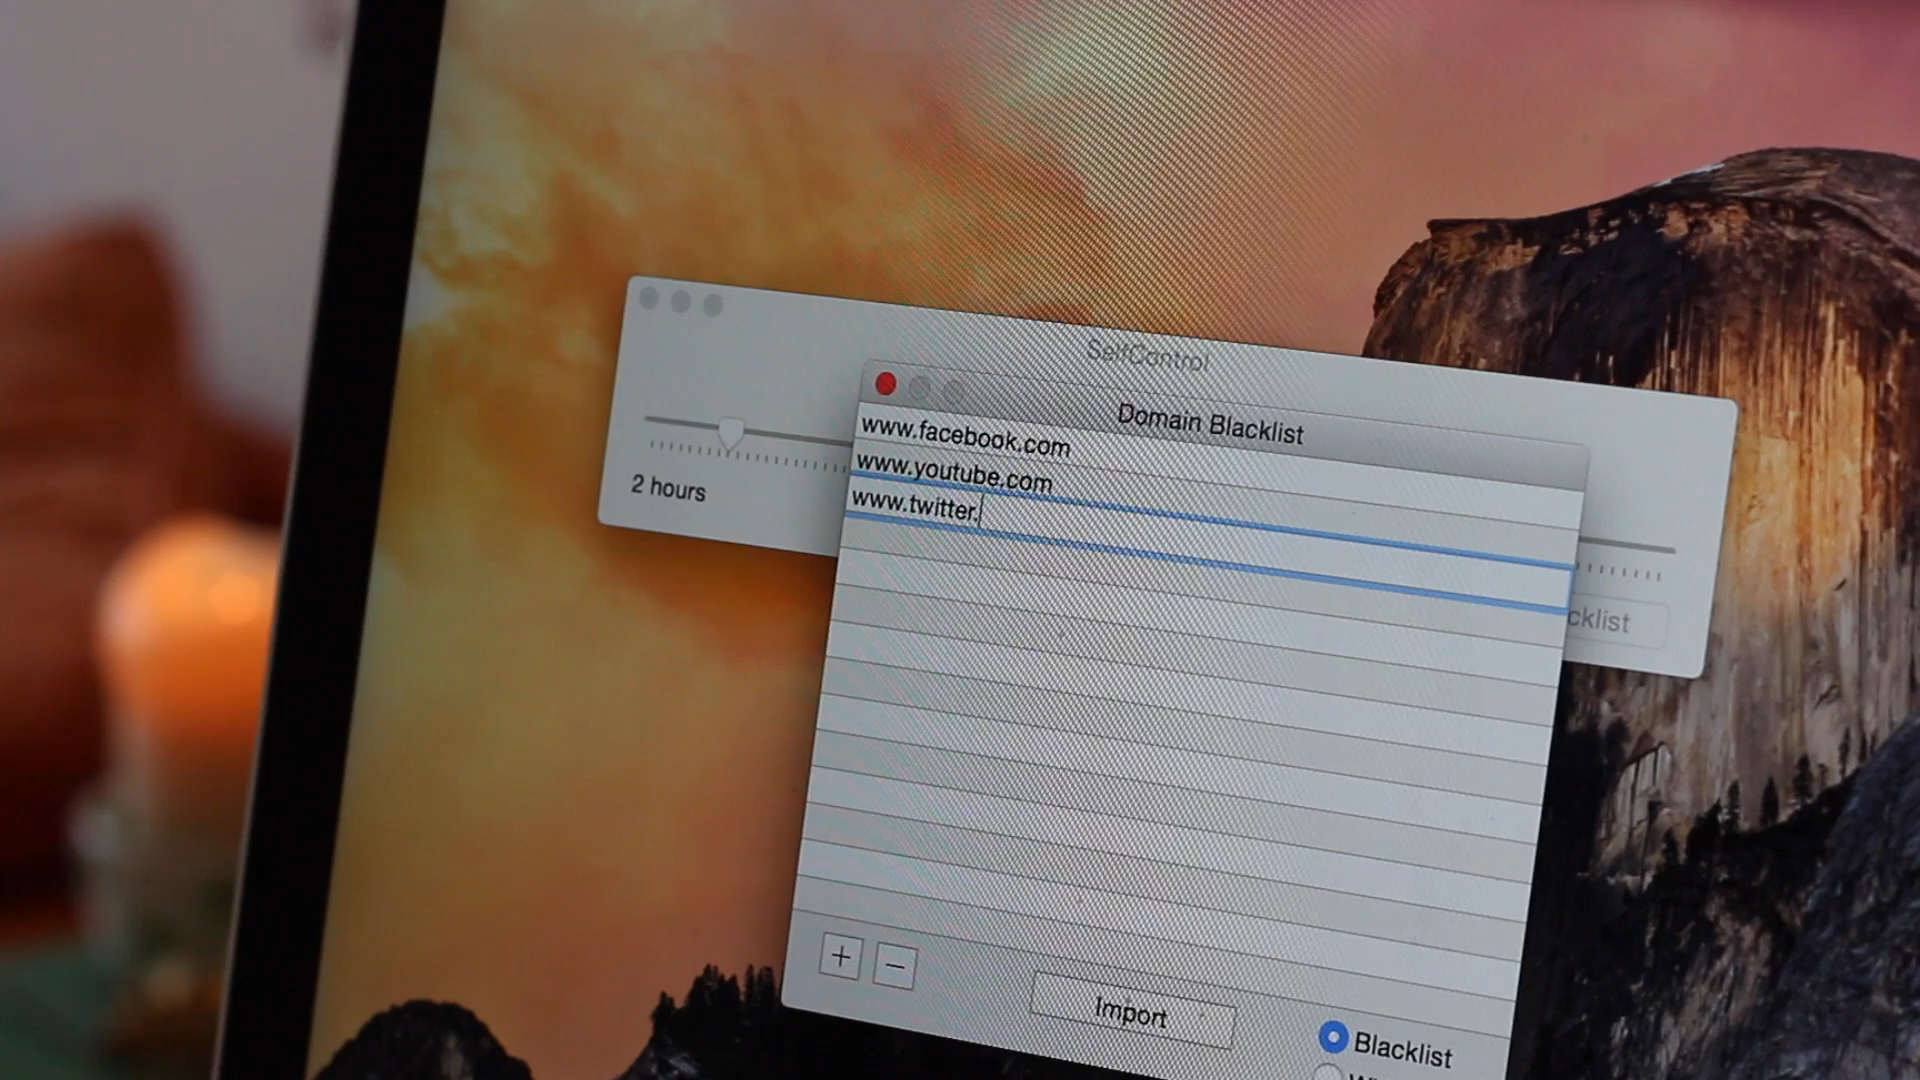 SelfControl
Domain Blacklist
www.facebook.com
www.youtube.com
www.twitter.
2 hours
cklist
+
−
Import
Blacklist